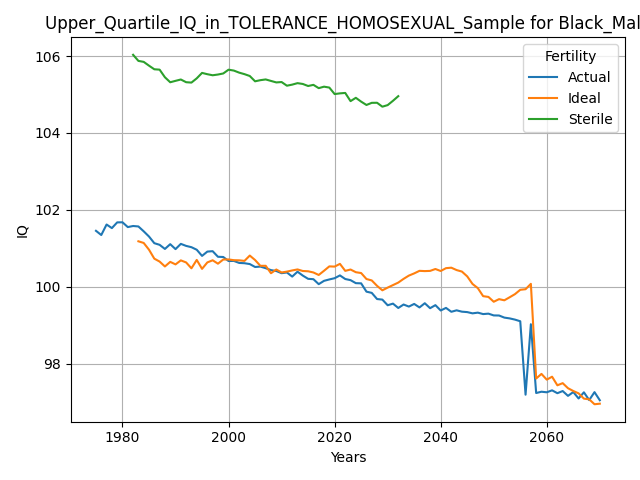 Upper_Quartile_IQ_in_TOLERANCE_HOMOSEXUAL_Sample for Black_Mal
106
104
102
100
98
IQ
Fertility
Actual
Ideal
Sterile
1980 2000 2020 2040 2060
Years